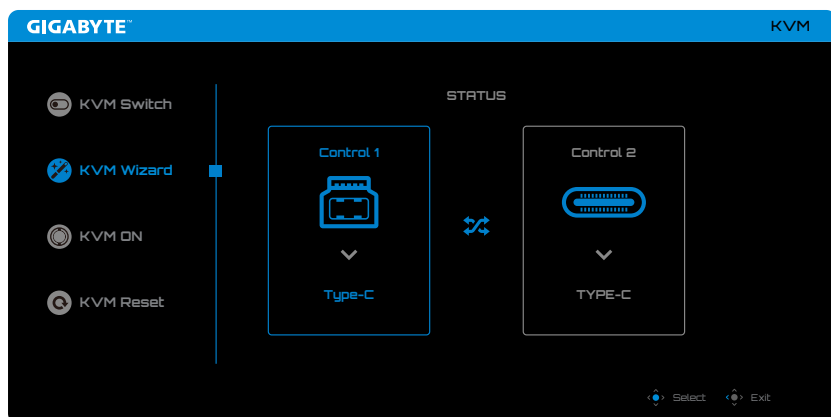 GIGABYTE™
KVM
KVM Switch
KVM Wizard
KVM ON
KVM Reset
STATUS
Control 1
Type-C
Control 2
TYPE-C
Select
Exit